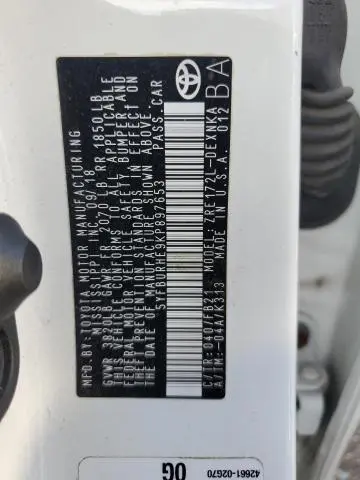 MFD.BY:TOYOTA MOTOR MANUFACTURING
MISSISSIPPI INC. 09/18
GVWR 3820LB GAWR FR 2070 LB RR 1850LB
THIS VEHICLE CONFORMS TO ALL APPLICABLE
FEDERAL MOTOR VEHICLE SAFETY, BUMPER AND
THEFT PREVENTION STANDARDS IN EFFECT ON
THE DATE OF MANUFACTURE SHOWN ABOVE.
5YFBURHE9KP897653 PASS.CAR
C/TR:040/FB21 MODEL:ZRE172L-DEXNKA
A/TM:-04A/K313 MADE IN U.S.A. 012
B A
TOYOTA
42661-02G70
0G